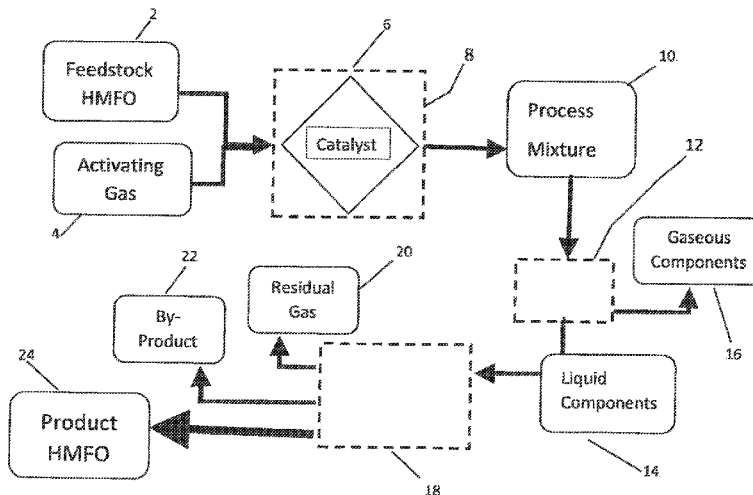 2
6
8
10.
Feedstock
HMFO
Catalyst
Process
Mixture
Activating
Gas
4
12
22
20
Gaseous
Components
16
Residual
Gas
By-
Product
24
Liquid
Components
Product
HMFO
18
14